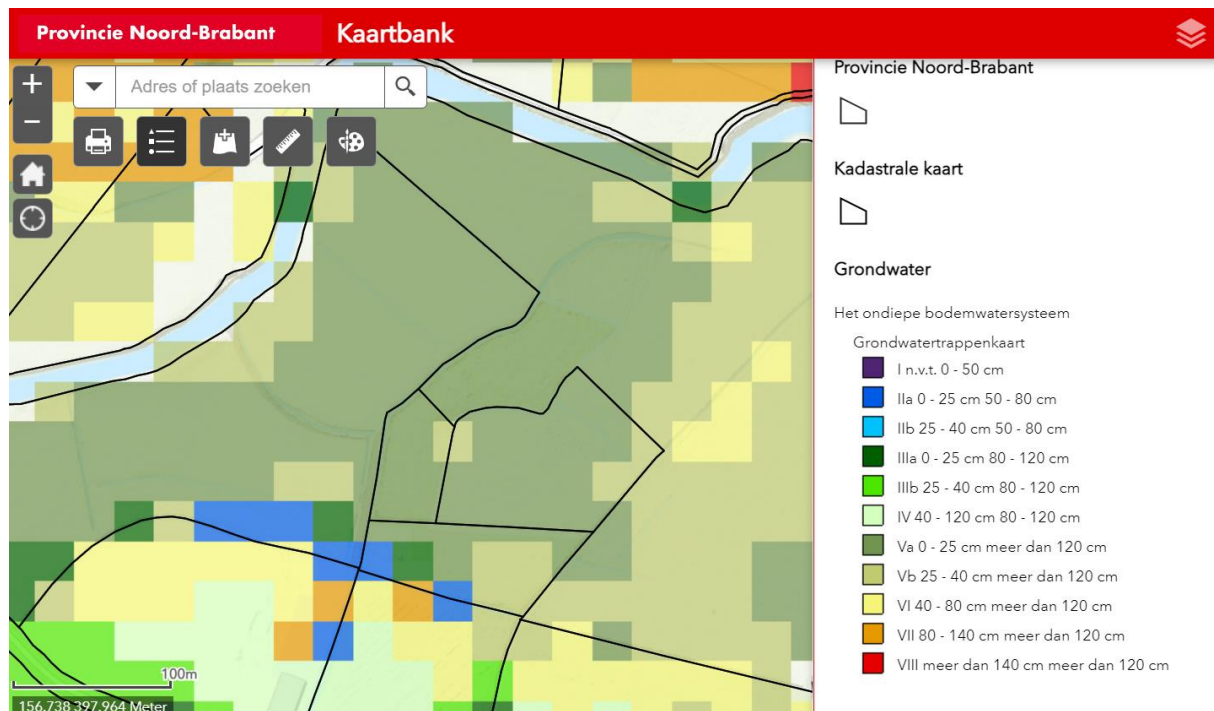 Provincie Noord-Brabant
Kaartbank
Adres of plaats zoeken
100m
156.738 397.964 Meter
Provincie Noord-Brabant
Kadastrale kaart
Grondwater
Het ondiepe bodemwatersysteem
Grondwatertrappenkaart
I n.v.t. 0 - 50 cm
IIa 0 - 25 cm 50 - 80 cm
IIb 25 - 40 cm 50 - 80 cm
IIIa 0 - 25 cm 80 - 120 cm
IIIb 25 - 40 cm 80 - 120 cm
IV 40 - 120 cm 80 - 120 cm
Va 0 - 25 cm meer dan 120 cm
Vb 25 - 40 cm meer dan 120 cm
VI 40 - 80 cm meer dan 120 cm
VII 80 - 140 cm meer dan 120 cm
VIII meer dan 140 cm meer dan 120 cm